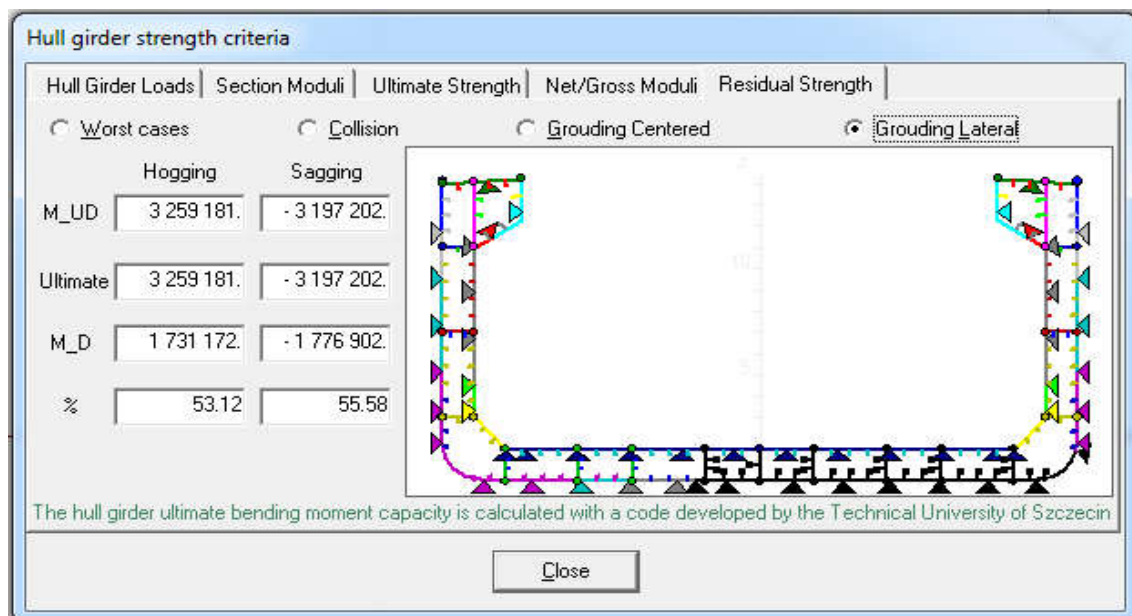 Hull girder strength criteria
Hull Girder Loads Section Moduli Ultimate Strength Net/Gross Moduli Residual Strength
Worst cases Collision Grouding Centered Grouding Lateral
Hogging Sagging
M_UD 3 259 181. - 3 197 202.
Ultimate 3 259 181. - 3 197 202.
M_D 1 731 172. - 1 776 902.
% 53.12 55.58
The hull girder ultimate bending moment capacity is calculated with a code developed by the Technical University of Szczecin
Close